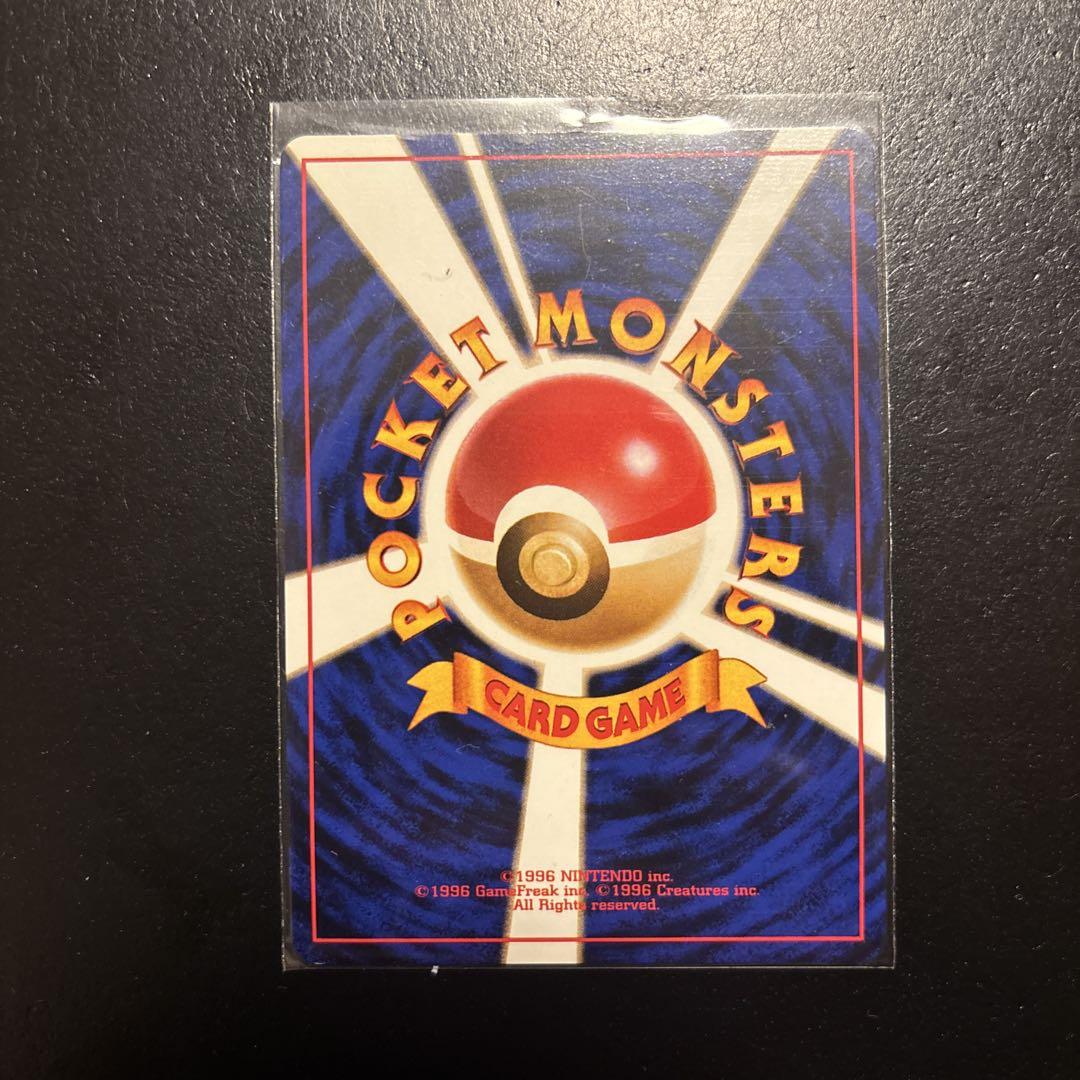 POCKET MONSTERS
CARD GAME
©1996 NINTENDO inc.
©1996 GameFreak inc. ©1996 Creatures inc.
All Rights reserved.